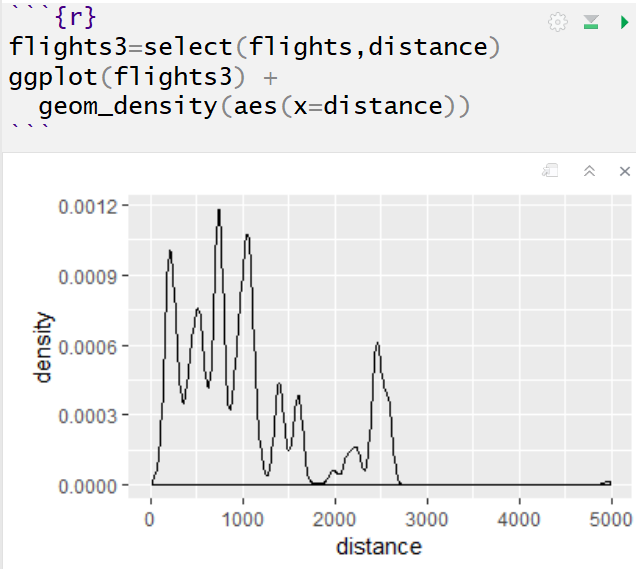 ```{r}
flights3=select(flights,distance)
ggplot(flights3) +
  geom_density(aes(x=distance))
```
0.0012
0.0009
0.0006
0.0003
0.0000
density
0 1000 2000 3000 4000 5000
distance